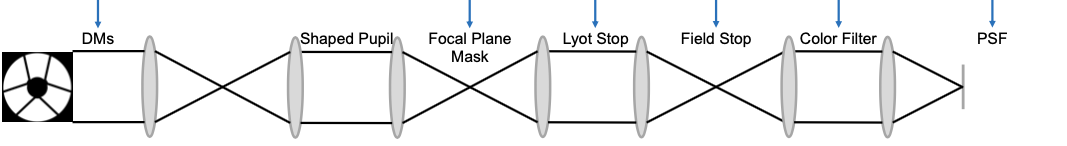 DMs
Shaped Pupil
Focal Plane
Mask
Lyot Stop
Field Stop
Color Filter
PSF